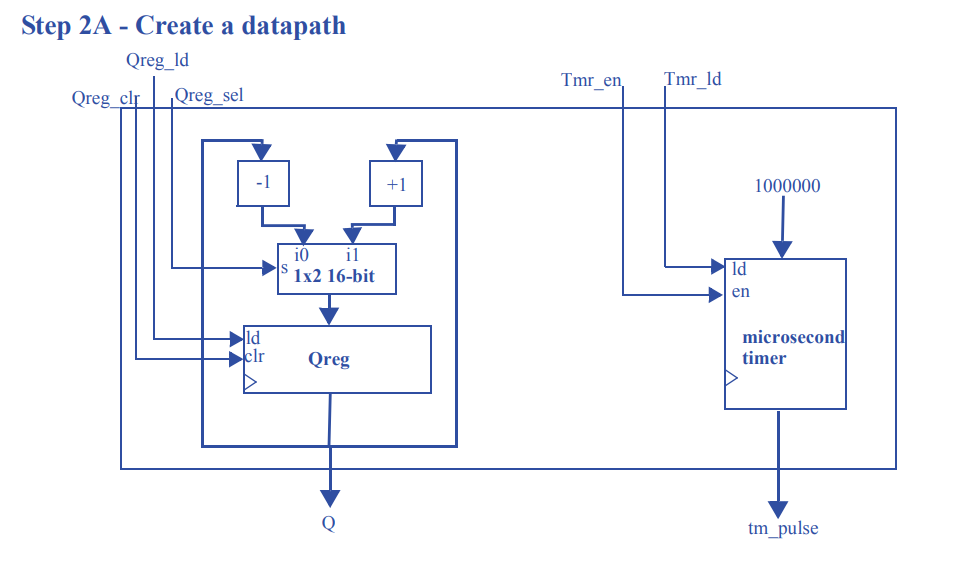 Step 2A - Create a datapath
Qreg_ld
Qreg_clr
Qreg_sel
Tmr_en
Tmr_ld
-1
+1
1000000
i0 i1
s 1x2 16-bit
ld
clr
Qreg
ld
en
microsecond
timer
Q
tm_pulse